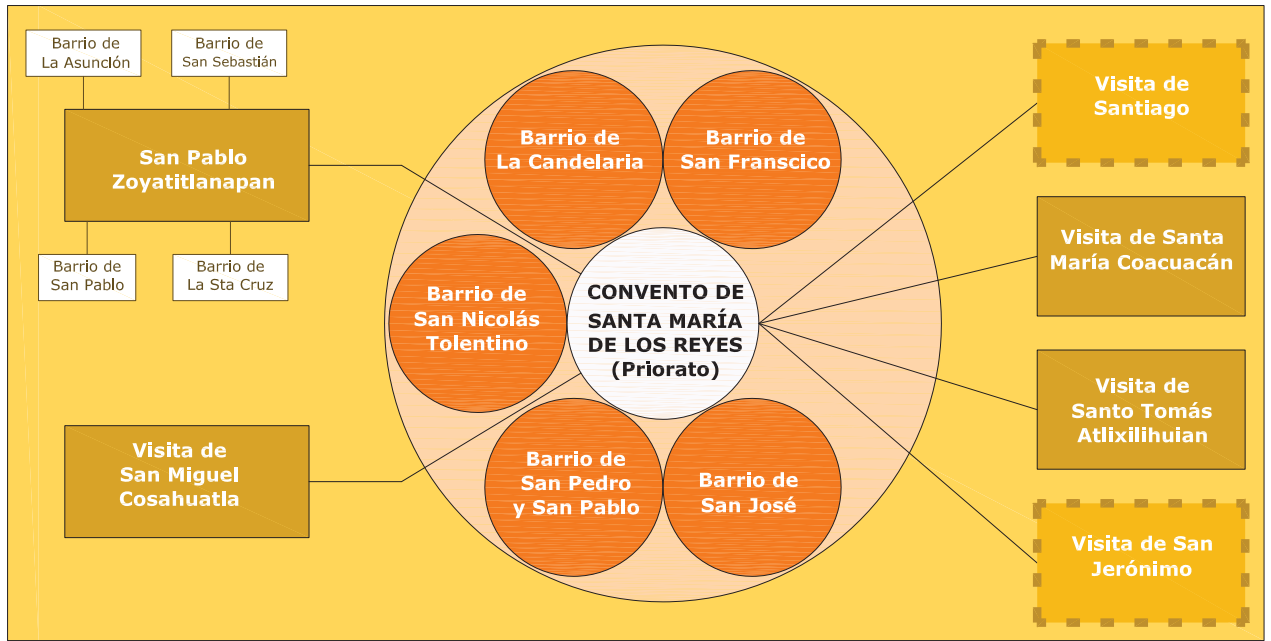 Barrio de
La Asunción
Barrio de
San Sebastián
San Pablo
Zoyatitlanapan
Barrio de
San Pablo
Barrio de
La Sta Cruz
Visita de
San Miguel
Cosahuatla
Barrio de
La Candelaria
Barrio de
San Franscico
Barrio de
San Nicolás
Tolentino
CONVENTO DE
SANTA MARÍA
DE LOS REYES
(Priorato)
Barrio de
San Pedro
y San Pablo
Barrio de
San José
Visita de
Santiago
Visita de Santa
María Coacuacán
Visita de
Santo Tomás
Atlixilihuian
Visita de San
Jerónimo